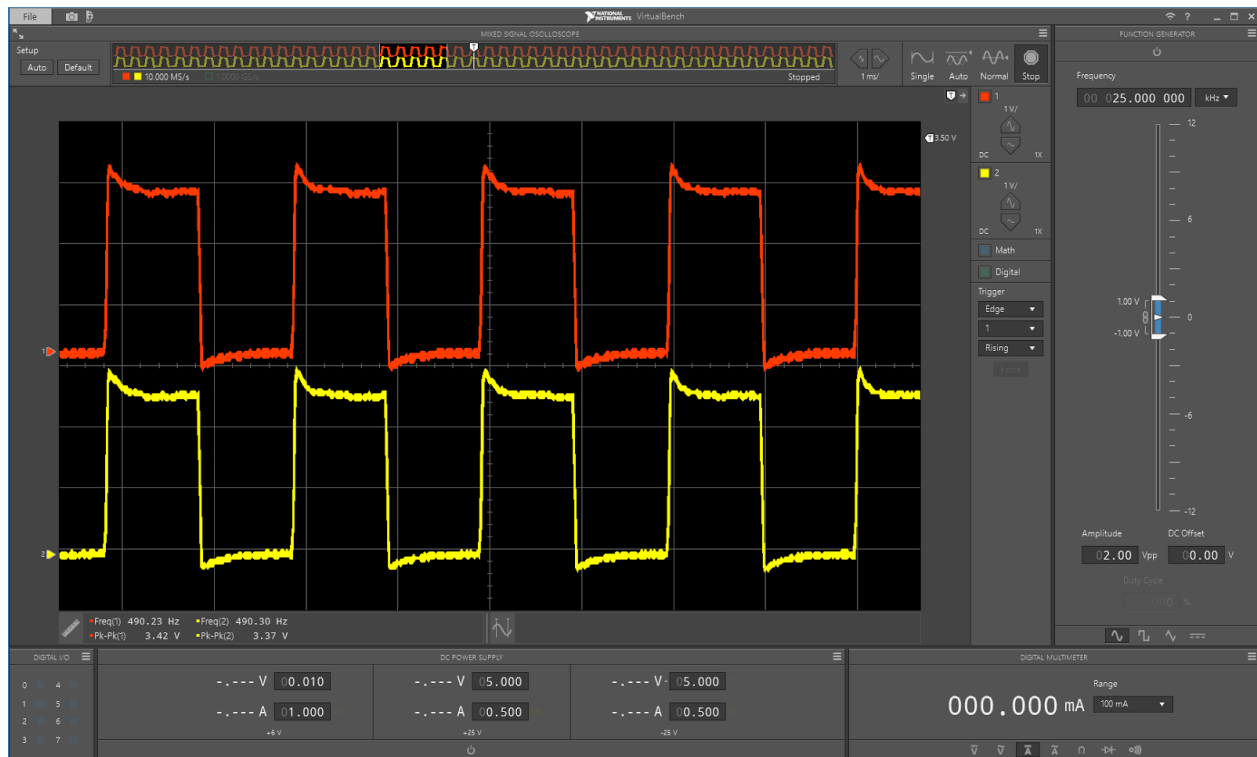 File
NATIONAL INSTRUMENTS VirtualBench
?
MIXED SIGNAL OSCILLOSCOPE
Setup
Auto Default
10.000 MS/s 1.0000 GS/s Stopped
T
1 ms/
Single Auto Normal Stop
T
T 3.50 V
1
1 V/
DC 1X
2
1 V/
DC 1X
Math
Digital
Trigger
Edge
1
Rising
Force
1
2
Freq(1) 490.23 Hz Freq(2) 490.30 Hz
Pk-Pk(1) 3.42 V Pk-Pk(2) 3.37 V
FUNCTION GENERATOR
Frequency
00 025.000 000 kHz
12
6
1.00 V
0
-1.00 V
-6
-12
Amplitude DC Offset
02.00 Vpp 00.00 V
Duty Cycle
000 %
DIGITAL I/O
0 4
1 5
2 6
3 7
DC POWER SUPPLY
-.--- V 00.010
-.--- A 01.000
+6 V
-.--- V 05.000
-.--- A 00.500
+25 V
-.--- V - 05.000
-.--- A 00.500
-25 V
DIGITAL MULTIMETER
000.000 mA
Range
100 mA
V V A A Ω